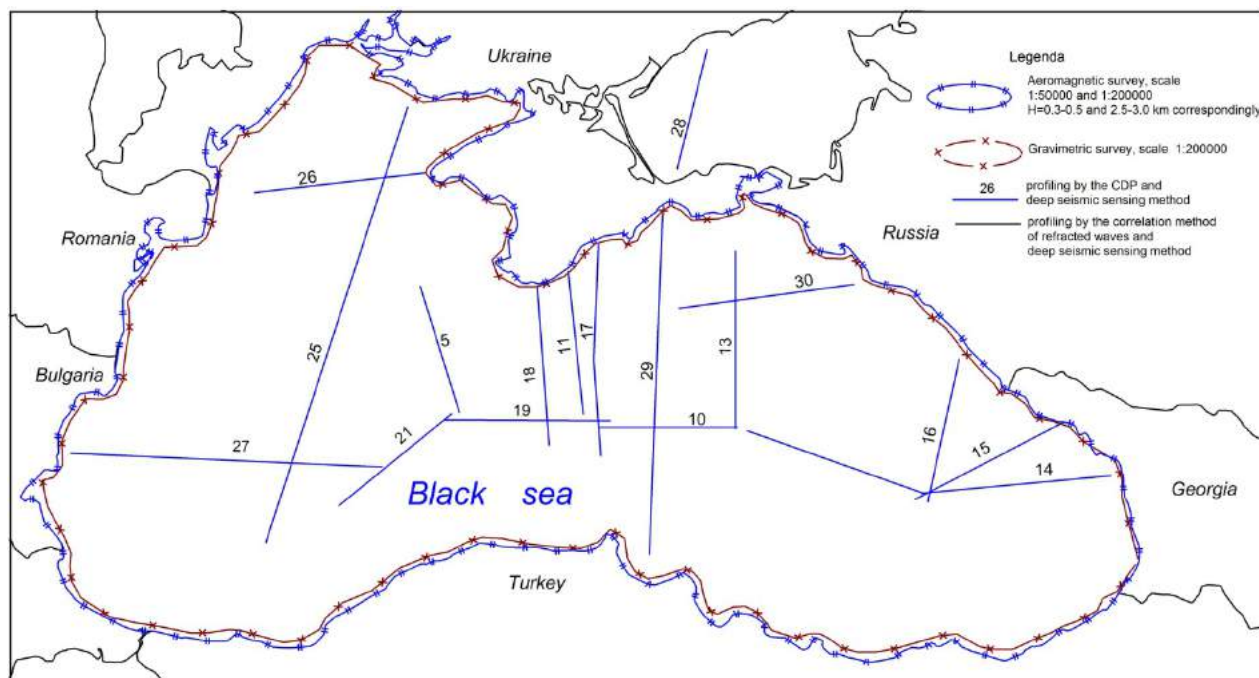 Ukraine
Legenda
Aeromagnetic survey, scale
1:50000 and 1:200000
H=0.3-0.5 and 2.5-3.0 km correspondingly
28
Gravimetric survey, scale 1:200000
26
26
profiling by the CDP and
deep seismic sensing method
Romania
Russia
profiling by the correlation method
of refracted waves and
deep seismic sensing method
30
5
17
11
13
25
18
29
Bulgaria
19
10
21
16
27
15
14
Black sea
Georgia
Turkey